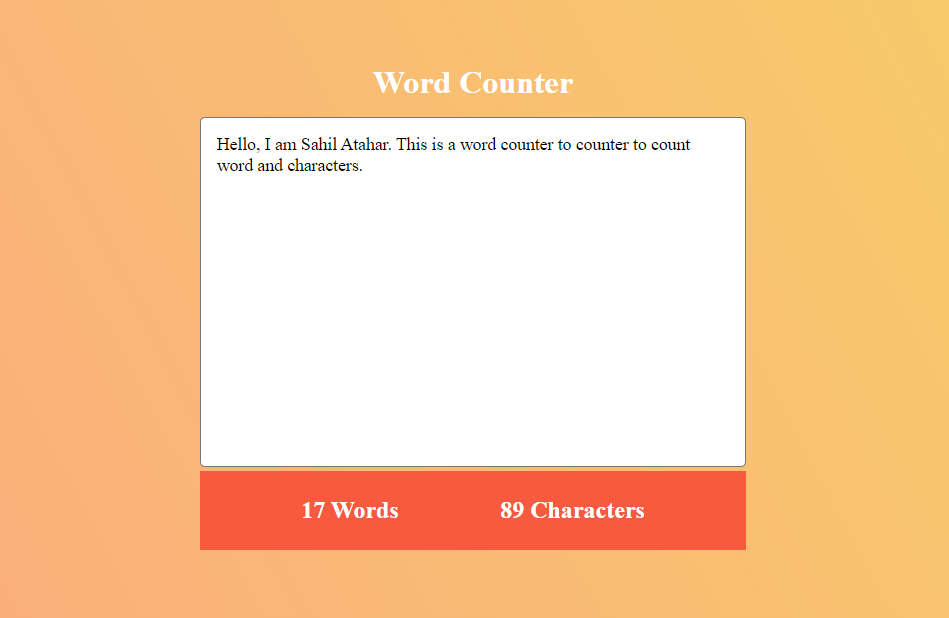 Word Counter
Hello, I am Sahil Atahar. This is a word counter to counter to count
word and characters.
17 Words
89 Characters